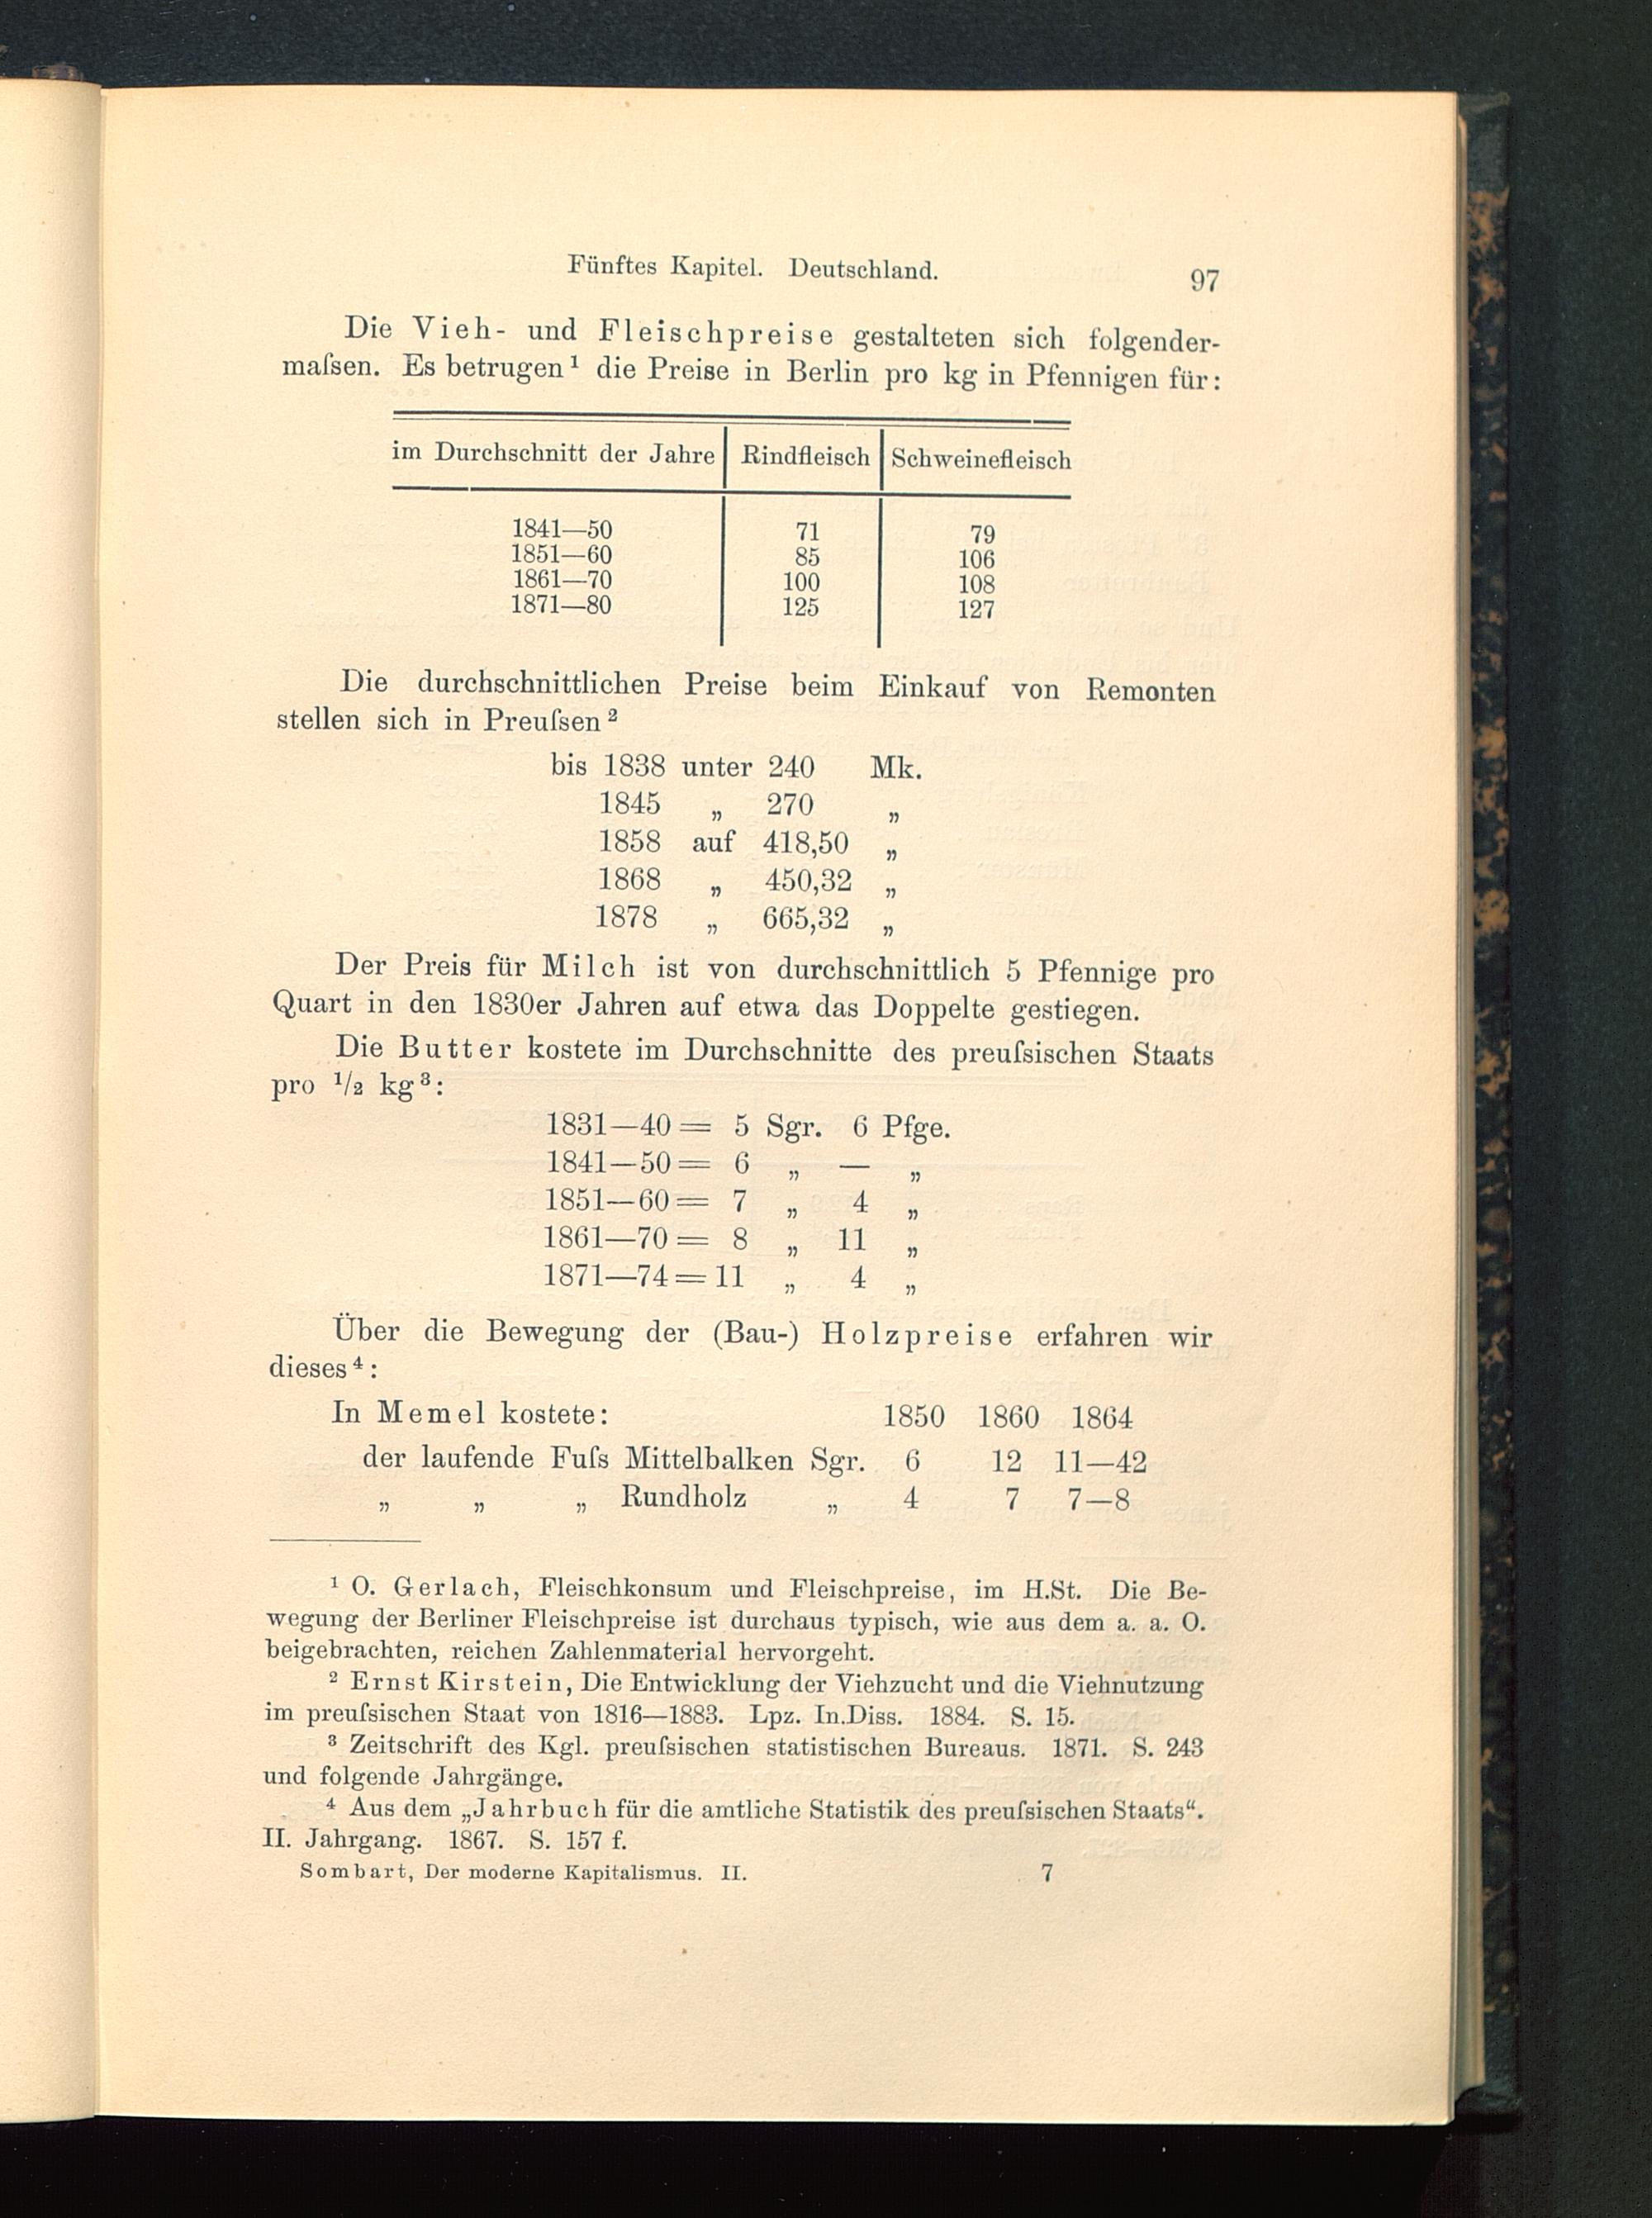 Fünftes Kapitel. Deutschland. 97
Die Vieh- und Fleischpreise gestalteten sich folgender-
maſsen. Es betrugen¹ die Preise in Berlin pro kg in Pfennigen für:
im Durchschnitt der Jahre Rindfleisch Schweinefleisch
1841—50 71 79
1851—60 85 106
1861—70 100 108
1871—80 125 127
Die durchschnittlichen Preise beim Einkauf von Remonten
stellen sich in Preuſsen²
bis 1838 unter 240 Mk.
1845 „ 270 „
1858 auf 418,50 „
1868 „ 450,32 „
1878 „ 665,32 „
Der Preis für Milch ist von durchschnittlich 5 Pfennige pro
Quart in den 1830er Jahren auf etwa das Doppelte gestiegen.
Die Butter kostete im Durchschnitte des preuſsischen Staats
pro ¹/₂ kg³:
1831—40 = 5 Sgr. 6 Pfge.
1841—50 = 6 „ — „
1851—60 = 7 „ 4 „
1861—70 = 8 „ 11 „
1871—74 = 11 „ 4 „
Über die Bewegung der (Bau-) Holzpreise erfahren wir
dieses⁴:
In Memel kostete: 1850 1860 1864
der laufende Fuſs Mittelbalken Sgr. 6 12 11—42
„ „ „ Rundholz „ 4 7 7—8
¹ O. Gerlach, Fleischkonsum und Fleischpreise, im H.St. Die Be-
wegung der Berliner Fleischpreise ist durchaus typisch, wie aus dem a. a. O.
beigebrachten, reichen Zahlenmaterial hervorgeht.
² Ernst Kirstein, Die Entwicklung der Viehzucht und die Viehnutzung
im preuſsischen Staat von 1816—1883. Lpz. In.Diss. 1884. S. 15.
³ Zeitschrift des Kgl. preuſsischen statistischen Bureaus. 1871. S. 243
und folgende Jahrgänge.
⁴ Aus dem „Jahrbuch für die amtliche Statistik des preuſsischen Staats“.
II. Jahrgang. 1867. S. 157 f.
Sombart, Der moderne Kapitalismus. II. 7